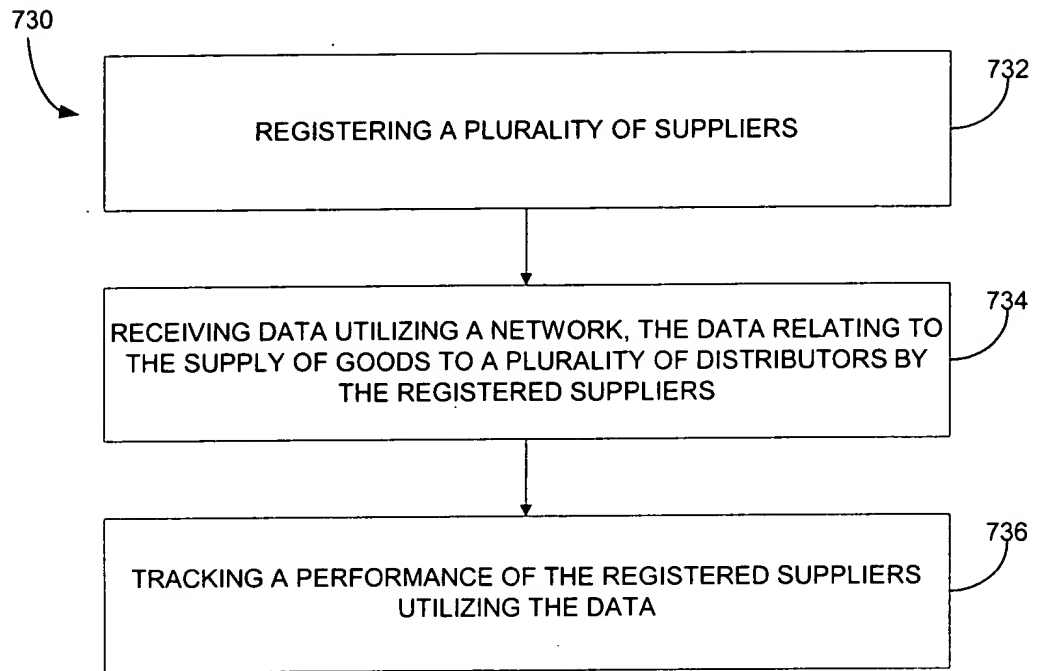 730
732
REGISTERING A PLURALITY OF SUPPLIERS
734
RECEIVING DATA UTILIZING A NETWORK, THE DATA RELATING TO
THE SUPPLY OF GOODS TO A PLURALITY OF DISTRIBUTORS BY
THE REGISTERED SUPPLIERS
736
TRACKING A PERFORMANCE OF THE REGISTERED SUPPLIERS
UTILIZING THE DATA